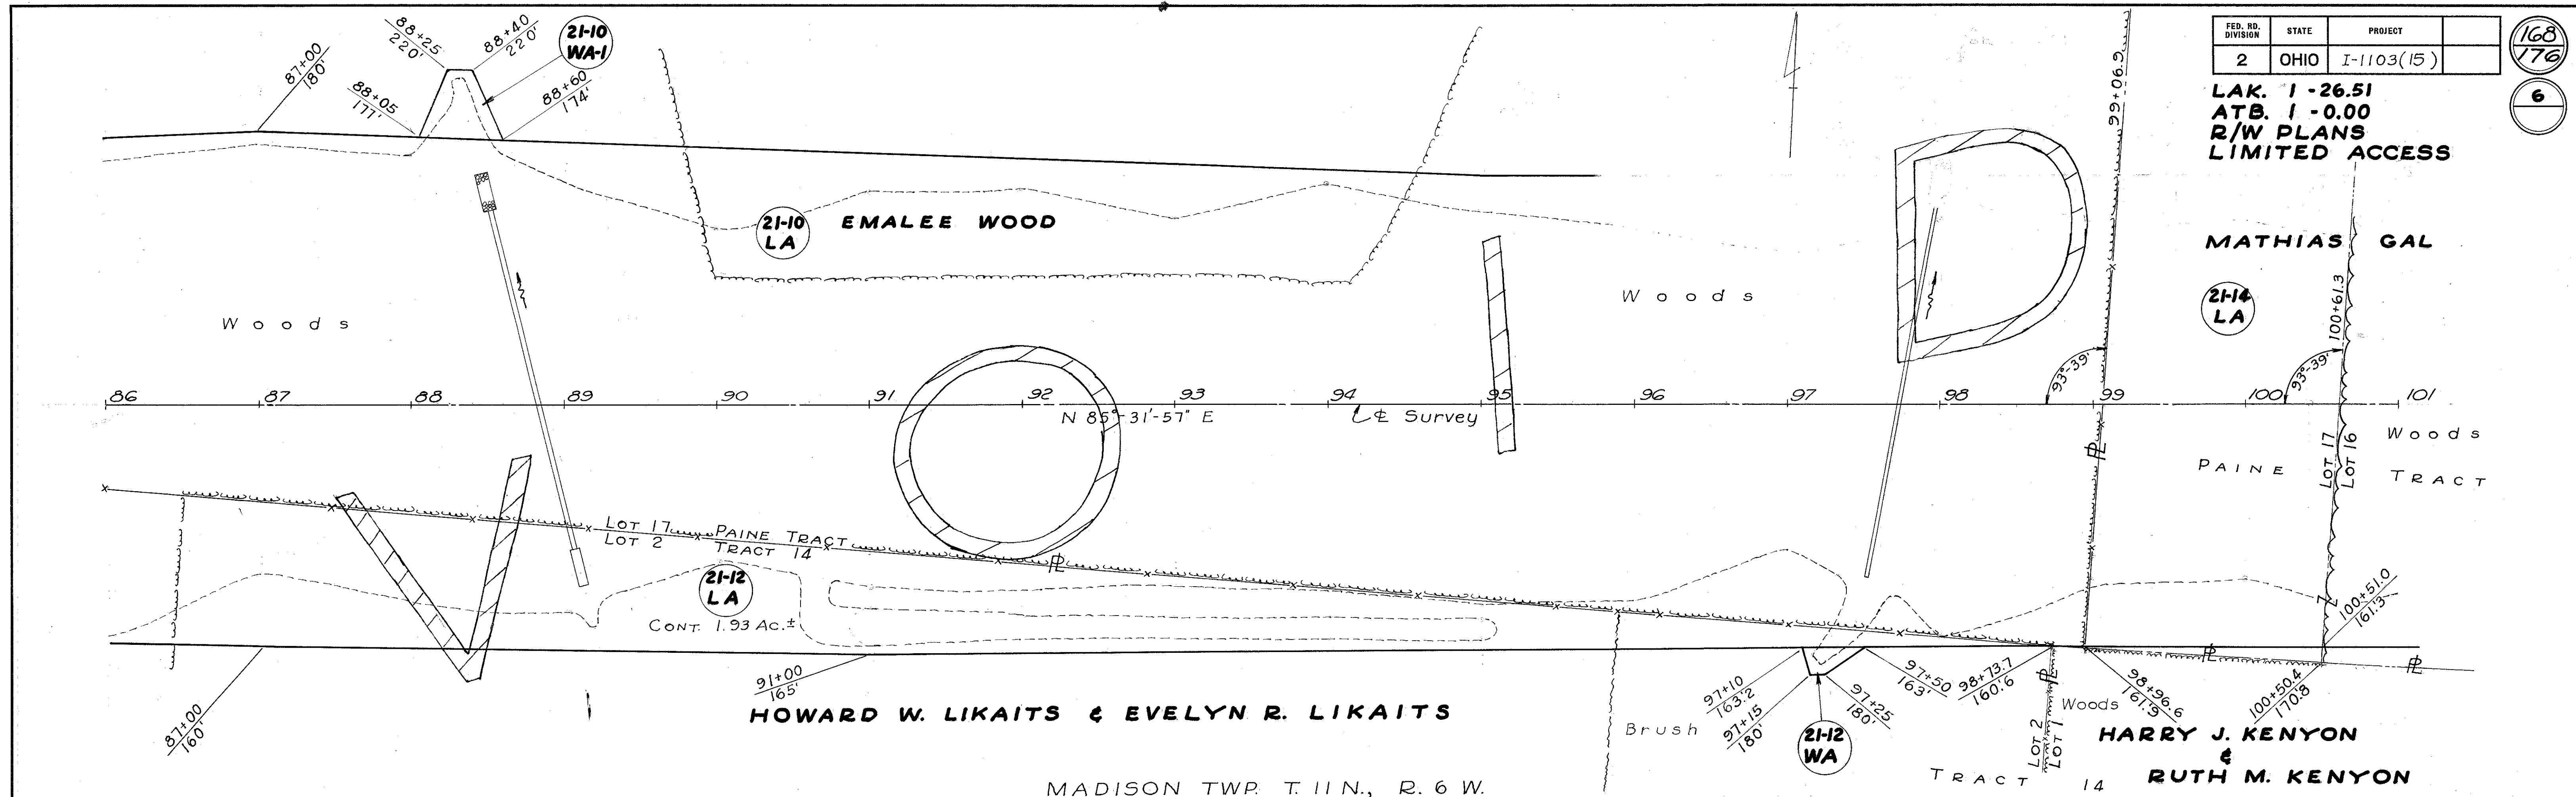 FED. RD. DIVISION STATE PROJECT
2 OHIO I-1103(15)
168
176
6
LAK. 1 -26.51
ATB. 1 -0.00
R/W PLANS
LIMITED ACCESS
87+00
180'
88+25
220'
88+40
220'
21-10
WA-1
88+05
177'
88+60
174'
99+06.9
21-10
LA
EMALEE WOOD
MATHIAS GAL
21-14
LA
100+61.3
Woods
Woods
93°-39'
93°-39'
86 87 88 89 90 91 92 93 94 95 96 97 98 99 100 101
N 85°-31'-57" E
℄ Survey
VOID
Woods
PAINE TRACT
LOT 17
LOT 16
LOT 17 PAINE TRACT
LOT 2 TRACT 14
PL
PL
21-12
LA
CONT. 1.93 AC.±
87+00
160'
91+00
165'
97+10
163.2
97+15
180'
97+25
180'
97+50
163'
98+73.7
160.6
98+96.6
161.9
100+50.4
170.8
100+51.0
161.3
PL
PL
PL
HOWARD W. LIKAITS & EVELYN R. LIKAITS
Brush
21-12
WA
Woods
LOT 2
LOT 1
HARRY J. KENYON
&
RUTH M. KENYON
TRACT 14
MADISON TWP. T. 11 N., R. 6 W.